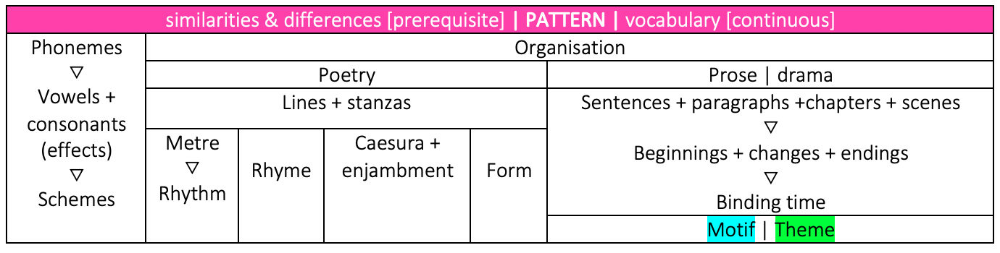 similarities & differences [prerequisite] | PATTERN | vocabulary [continuous]
Phonemes
▽
Vowels +
consonants
(effects)
▽
Schemes
Organisation
Poetry
Lines + stanzas
Metre
▽
Rhythm
Rhyme
Caesura +
enjambment
Form
Prose | drama
Sentences + paragraphs +chapters + scenes
▽
Beginnings + changes + endings
▽
Binding time
Motif | Theme